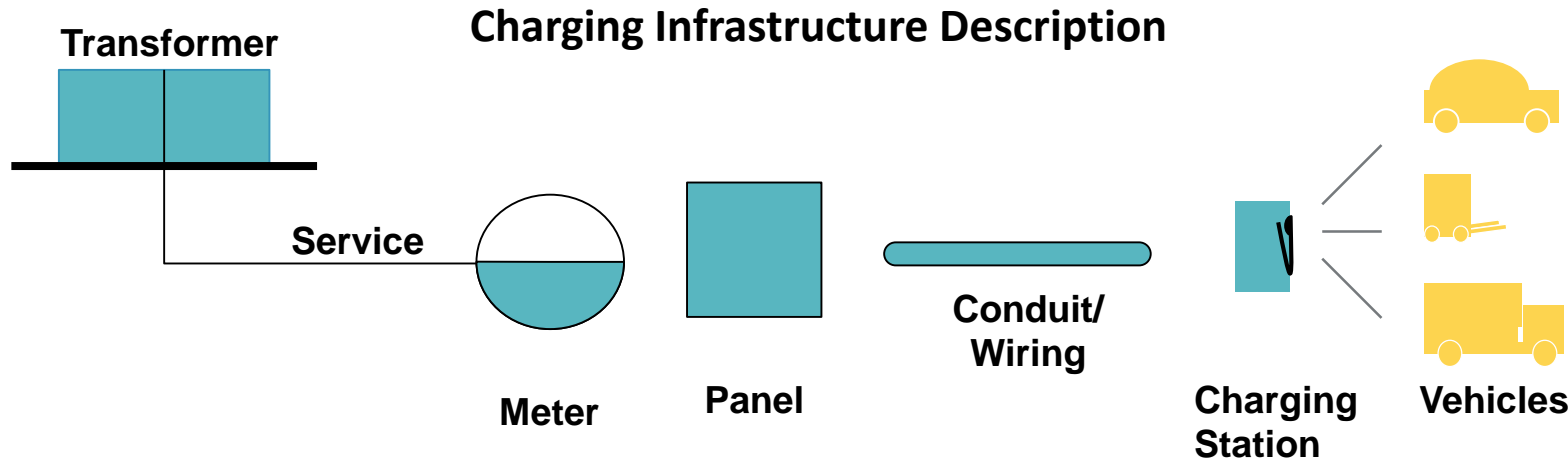 Charging Infrastructure Description
Transformer
Service
Meter
Panel
Conduit/
Wiring
Charging
Station
Vehicles